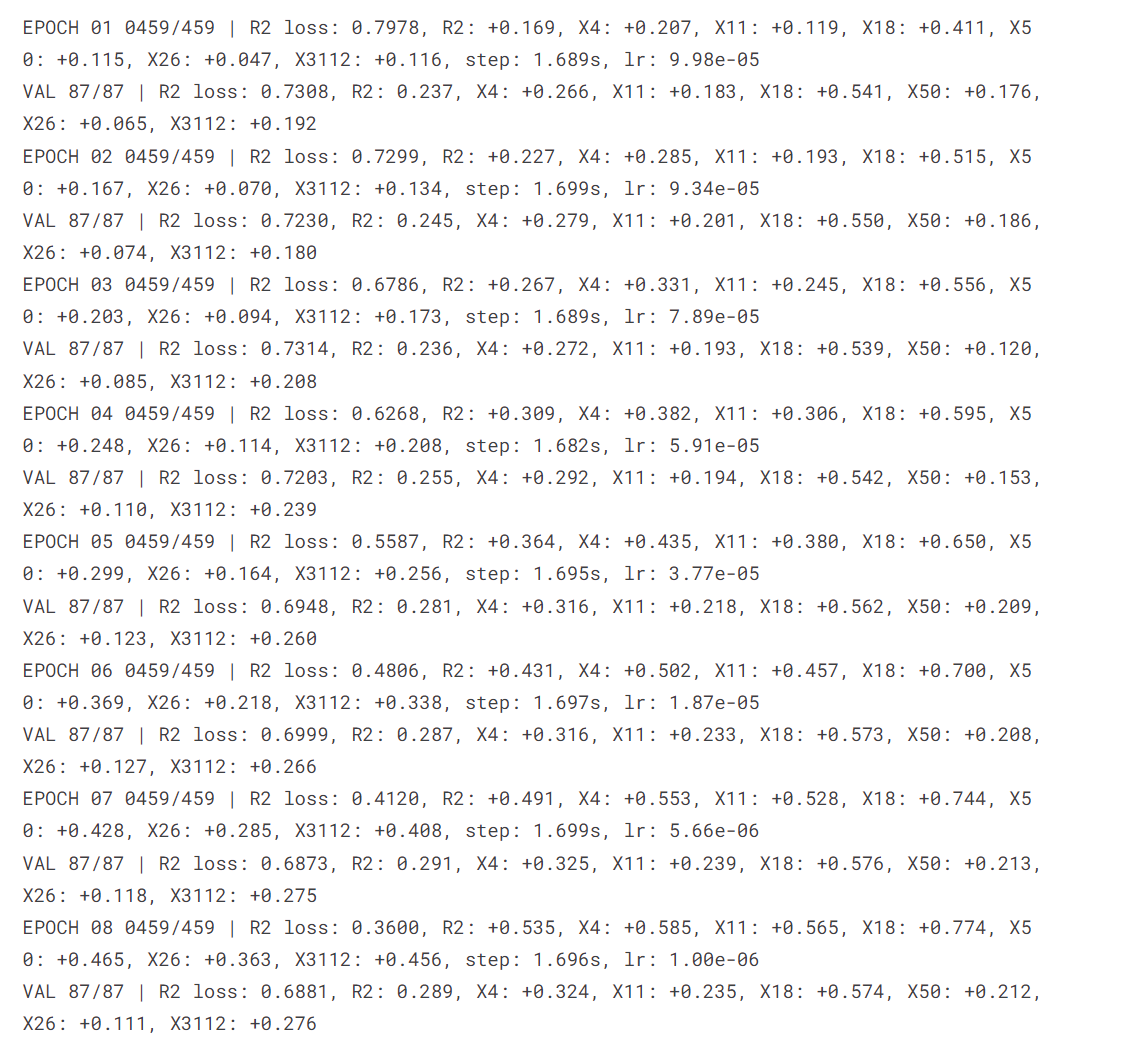 EPOCH 01 0459/459 | R2 loss: 0.7978, R2: +0.169, X4: +0.207, X11: +0.119, X18: +0.411, X5
0: +0.115, X26: +0.047, X3112: +0.116, step: 1.689s, lr: 9.98e-05
VAL 87/87 | R2 loss: 0.7308, R2: 0.237, X4: +0.266, X11: +0.183, X18: +0.541, X50: +0.176,
X26: +0.065, X3112: +0.192
EPOCH 02 0459/459 | R2 loss: 0.7299, R2: +0.227, X4: +0.285, X11: +0.193, X18: +0.515, X5
0: +0.167, X26: +0.070, X3112: +0.134, step: 1.699s, lr: 9.34e-05
VAL 87/87 | R2 loss: 0.7230, R2: 0.245, X4: +0.279, X11: +0.201, X18: +0.550, X50: +0.186,
X26: +0.074, X3112: +0.180
EPOCH 03 0459/459 | R2 loss: 0.6786, R2: +0.267, X4: +0.331, X11: +0.245, X18: +0.556, X5
0: +0.203, X26: +0.094, X3112: +0.173, step: 1.689s, lr: 7.89e-05
VAL 87/87 | R2 loss: 0.7314, R2: 0.236, X4: +0.272, X11: +0.193, X18: +0.539, X50: +0.120,
X26: +0.085, X3112: +0.208
EPOCH 04 0459/459 | R2 loss: 0.6268, R2: +0.309, X4: +0.382, X11: +0.306, X18: +0.595, X5
0: +0.248, X26: +0.114, X3112: +0.208, step: 1.682s, lr: 5.91e-05
VAL 87/87 | R2 loss: 0.7203, R2: 0.255, X4: +0.292, X11: +0.194, X18: +0.542, X50: +0.153,
X26: +0.110, X3112: +0.239
EPOCH 05 0459/459 | R2 loss: 0.5587, R2: +0.364, X4: +0.435, X11: +0.380, X18: +0.650, X5
0: +0.299, X26: +0.164, X3112: +0.256, step: 1.695s, lr: 3.77e-05
VAL 87/87 | R2 loss: 0.6948, R2: 0.281, X4: +0.316, X11: +0.218, X18: +0.562, X50: +0.209,
X26: +0.123, X3112: +0.260
EPOCH 06 0459/459 | R2 loss: 0.4806, R2: +0.431, X4: +0.502, X11: +0.457, X18: +0.700, X5
0: +0.369, X26: +0.218, X3112: +0.338, step: 1.697s, lr: 1.87e-05
VAL 87/87 | R2 loss: 0.6999, R2: 0.287, X4: +0.316, X11: +0.233, X18: +0.573, X50: +0.208,
X26: +0.127, X3112: +0.266
EPOCH 07 0459/459 | R2 loss: 0.4120, R2: +0.491, X4: +0.553, X11: +0.528, X18: +0.744, X5
0: +0.428, X26: +0.285, X3112: +0.408, step: 1.699s, lr: 5.66e-06
VAL 87/87 | R2 loss: 0.6873, R2: 0.291, X4: +0.325, X11: +0.239, X18: +0.576, X50: +0.213,
X26: +0.118, X3112: +0.275
EPOCH 08 0459/459 | R2 loss: 0.3600, R2: +0.535, X4: +0.585, X11: +0.565, X18: +0.774, X5
0: +0.465, X26: +0.363, X3112: +0.456, step: 1.696s, lr: 1.00e-06
VAL 87/87 | R2 loss: 0.6881, R2: 0.289, X4: +0.324, X11: +0.235, X18: +0.574, X50: +0.212,
X26: +0.111, X3112: +0.276